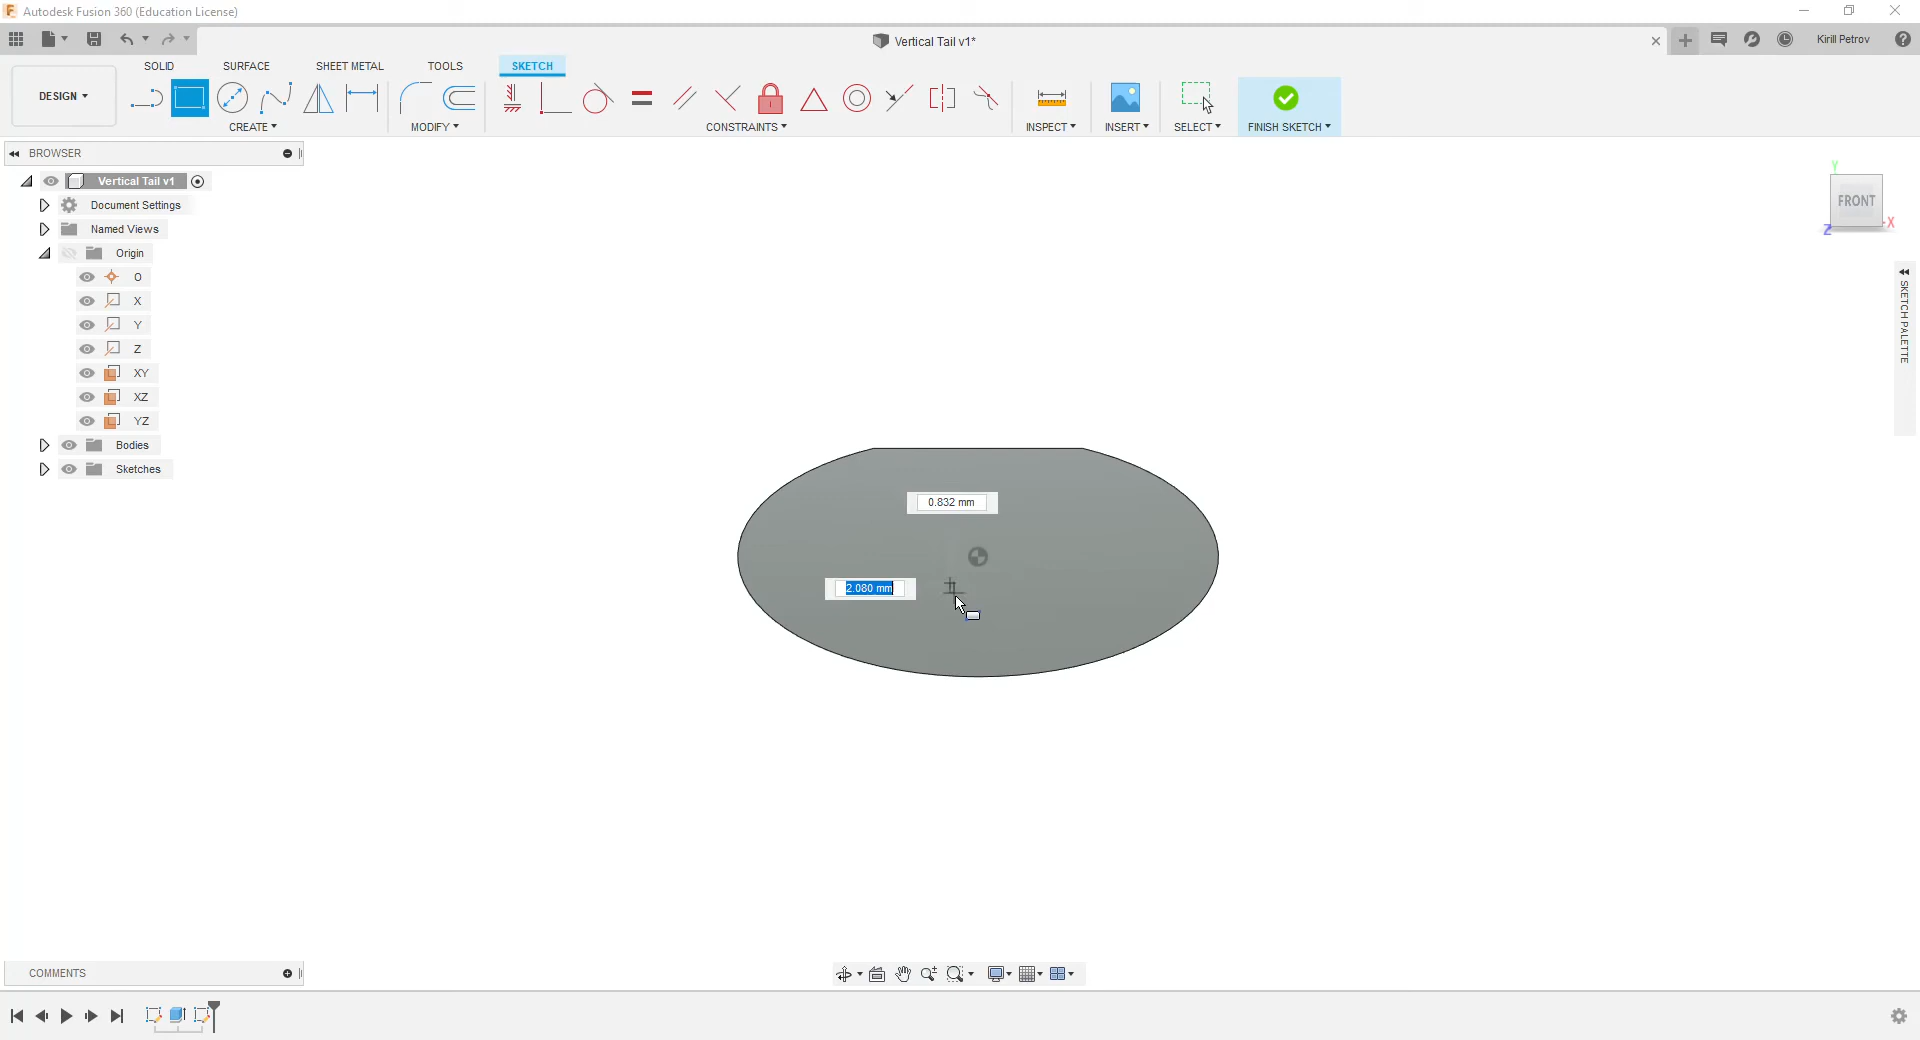 Autodesk Fusion 360 (Education License)
Vertical Tail v1*
Kirill Petrov
DESIGN
SOLID
SURFACE
SHEET METAL
TOOLS
SKETCH
CREATE
MODIFY
CONSTRAINTS
INSPECT
INSERT
SELECT
FINISH SKETCH
BROWSER
Vertical Tail v1
Document Settings
Named Views
Origin
O
X
Y
Z
XY
XZ
YZ
Bodies
Sketches
Y
FRONT
X
Z
SKETCH PALETTE
0.832 mm
2.080 mm
COMMENTS